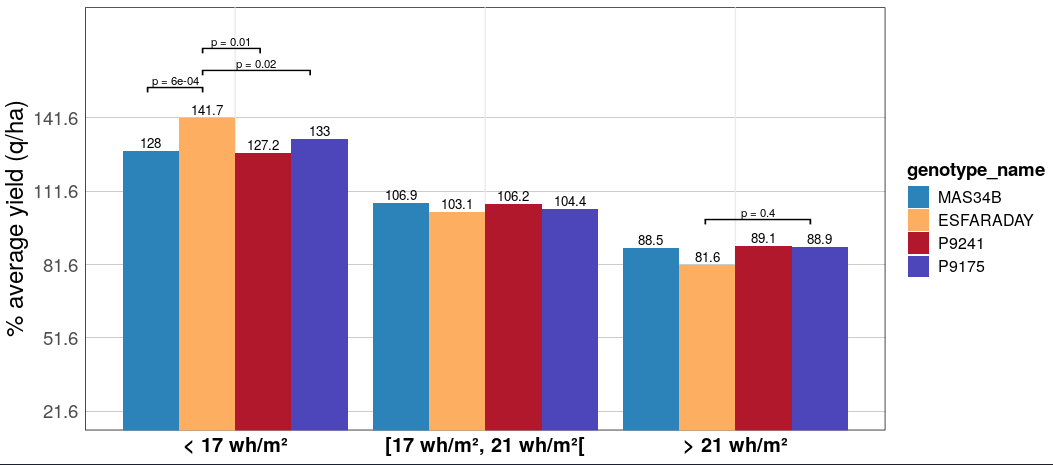 % average yield (q/ha)
141.6
111.6
81.6
51.6
21.6
p = 0.01
p = 0.02
p = 6e-04
141.7
128
127.2
133
106.9
103.1
106.2
104.4
p = 0.4
88.5
81.6
89.1
88.9
< 17 wh/m²
[17 wh/m², 21 wh/m²[
> 21 wh/m²
genotype_name
MAS34B
ESFARADAY
P9241
P9175